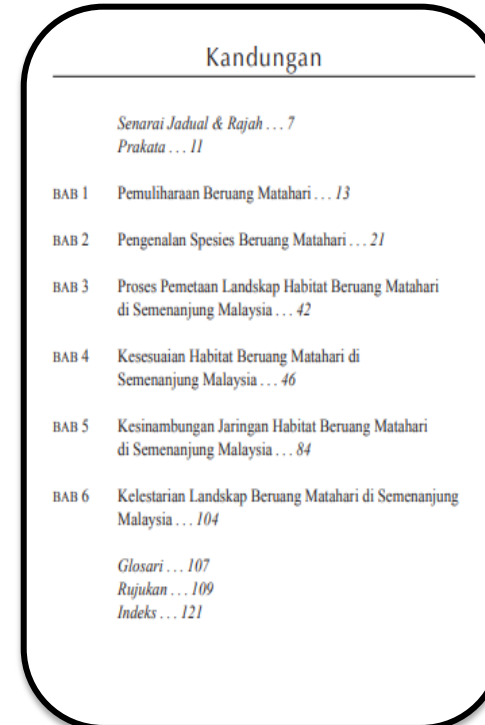 Kandungan
Senarai Jadual & Rajah . . . 7
Prakata . . . 11
BAB 1 Pemuliharaan Beruang Matahari . . . 13
BAB 2 Pengenalan Spesies Beruang Matahari . . . 21
BAB 3 Proses Pemetaan Landskap Habitat Beruang Matahari
di Semenanjung Malaysia . . . 42
BAB 4 Kesesuaian Habitat Beruang Matahari di
Semenanjung Malaysia . . . 46
BAB 5 Kesinambungan Jaringan Habitat Beruang Matahari
di Semenanjung Malaysia . . . 84
BAB 6 Kelestarian Landskap Beruang Matahari di Semenanjung
Malaysia . . . 104
Glosari . . . 107
Rujukan . . . 109
Indeks . . . 121